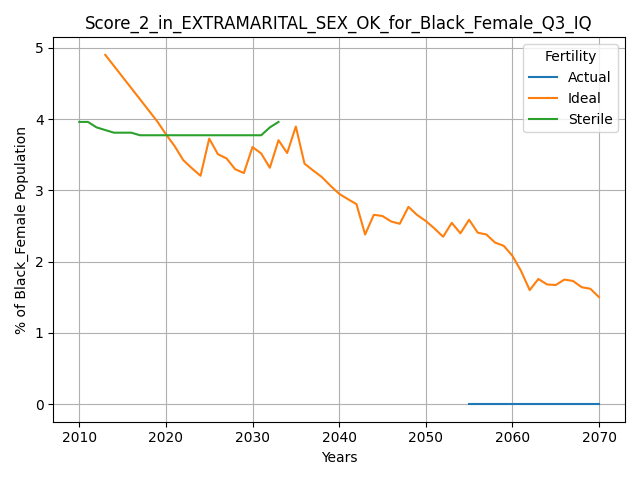 Score_2_in_EXTRAMARITAL_SEX_OK_for_Black_Female_Q3_IQ
Fertility
Actual
Ideal
Sterile
% of Black_Female Population
5
4
3
2
1
0
2010 2020 2030 2040 2050 2060 2070
Years